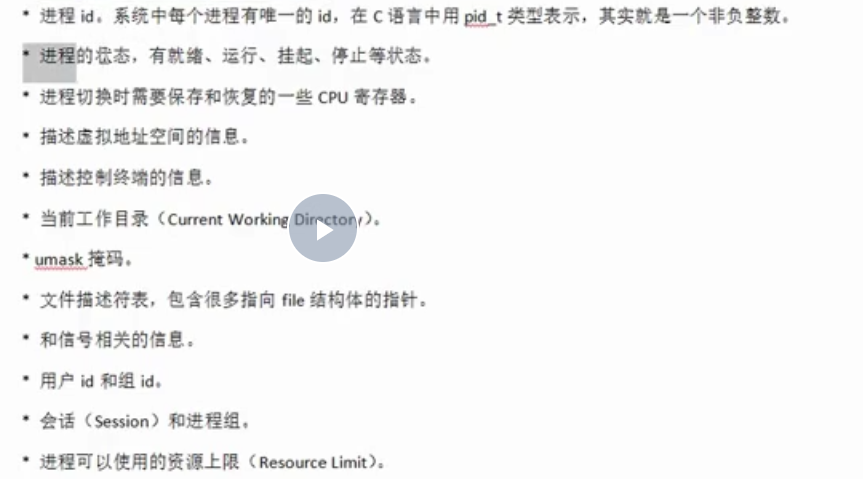 * 进程 id。系统中每个进程有唯一的 id，在 C 语言中用 pid_t 类型表示，其实就是一个非负整数。
* 进程的状态，有就绪、运行、挂起、停止等状态。
* 进程切换时需要保存和恢复的一些 CPU 寄存器。
* 描述虚拟地址空间的信息。
* 描述控制终端的信息。
* 当前工作目录（Current Working Directory）。
* umask 掩码。
* 文件描述符表，包含很多指向 file 结构体的指针。
* 和信号相关的信息。
* 用户 id 和组 id。
* 会话（Session）和进程组。
* 进程可以使用的资源上限（Resource Limit）。